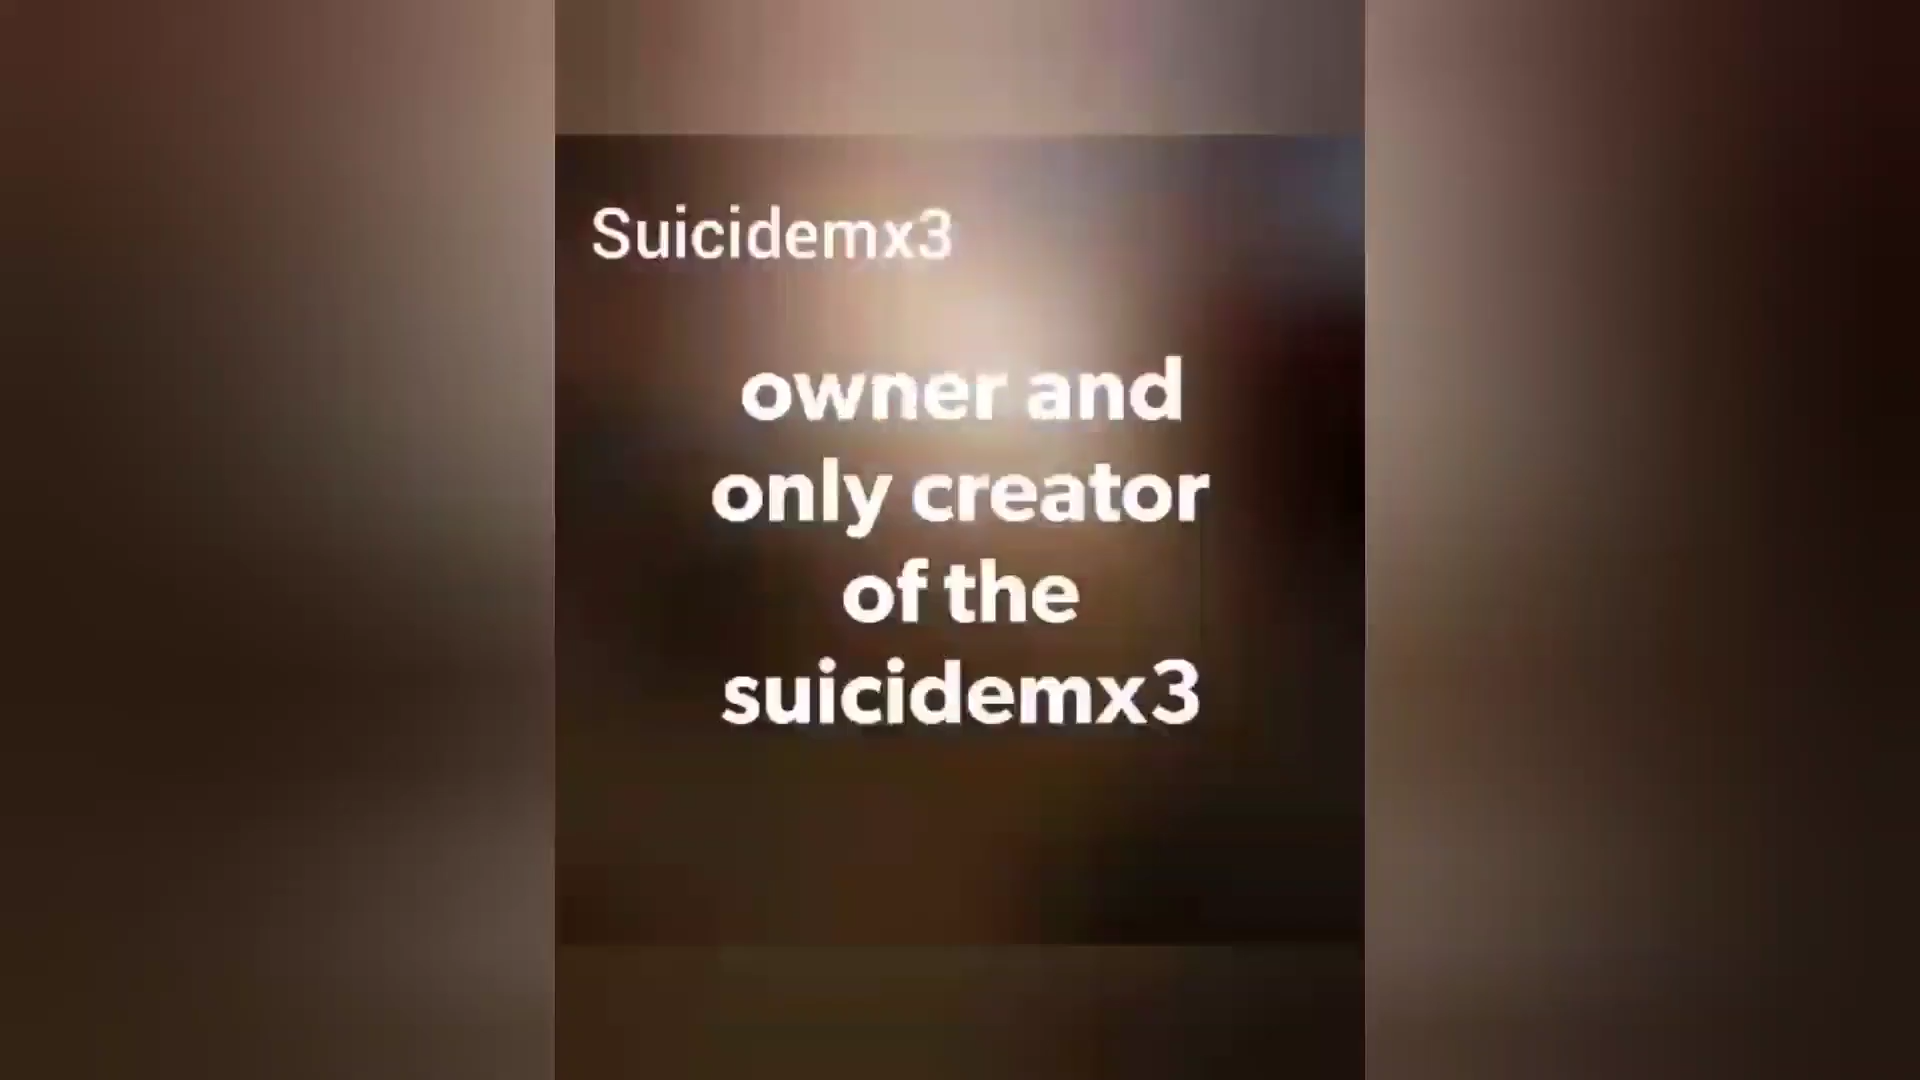 Suicidemx3
owner and
only creator
of the
suicidemx3